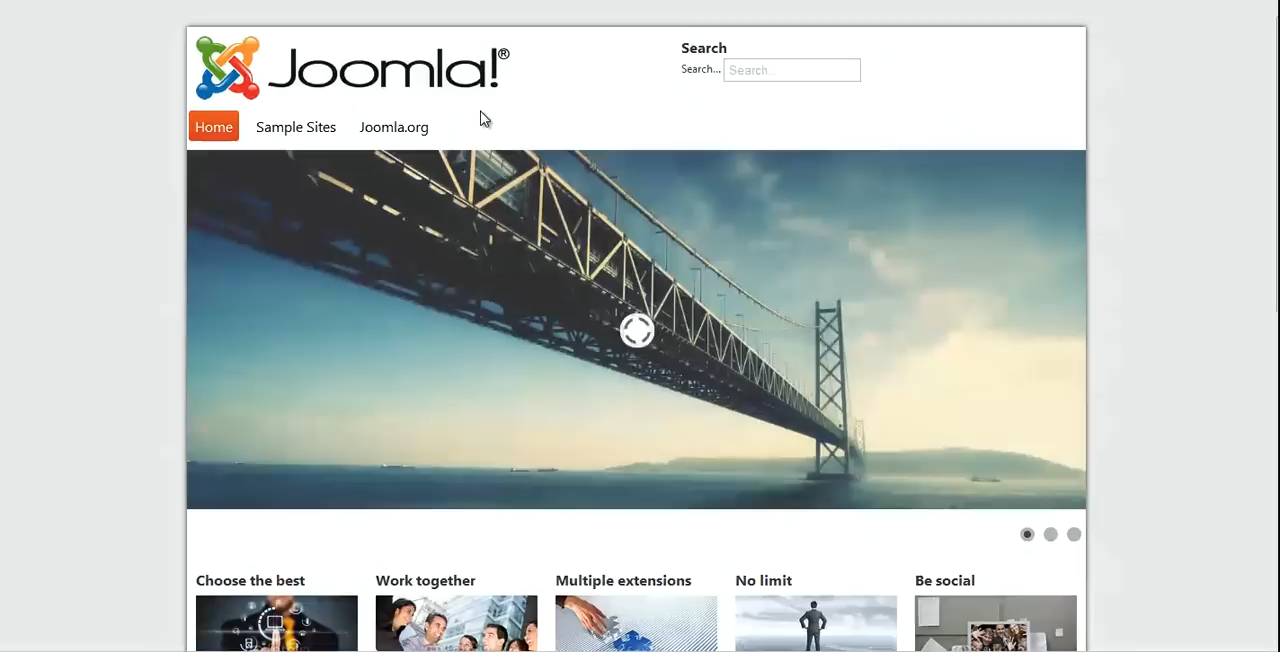 Joomla!®
Search
Search... Search...
Home Sample Sites Joomla.org
Choose the best Work together Multiple extensions No limit Be social